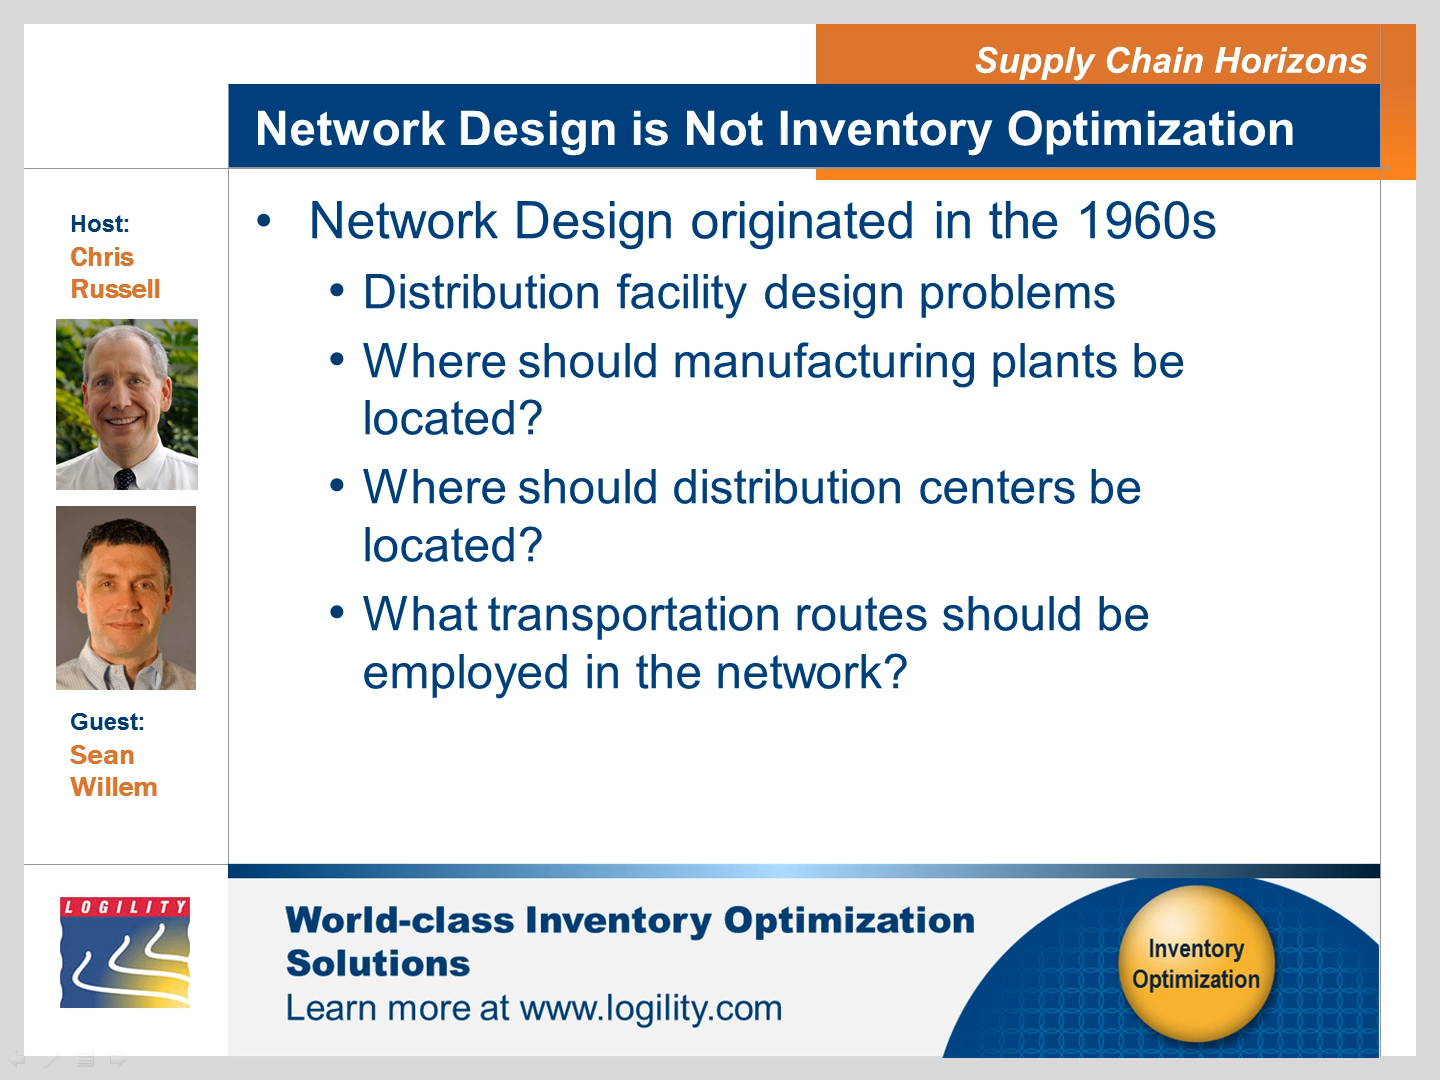 Supply Chain Horizons
Network Design is Not Inventory Optimization
Host:
Chris
Russell
Guest:
Sean
Willem
• Network Design originated in the 1960s
• Distribution facility design problems
• Where should manufacturing plants be
located?
• Where should distribution centers be
located?
• What transportation routes should be
employed in the network?
LOGILITY
World-class Inventory Optimization
Solutions
Learn more at www.logility.com
Inventory
Optimization